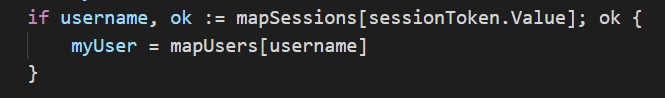 if username, ok := mapSessions[sessionToken.Value]; ok {
    myUser = mapUsers[username]
}